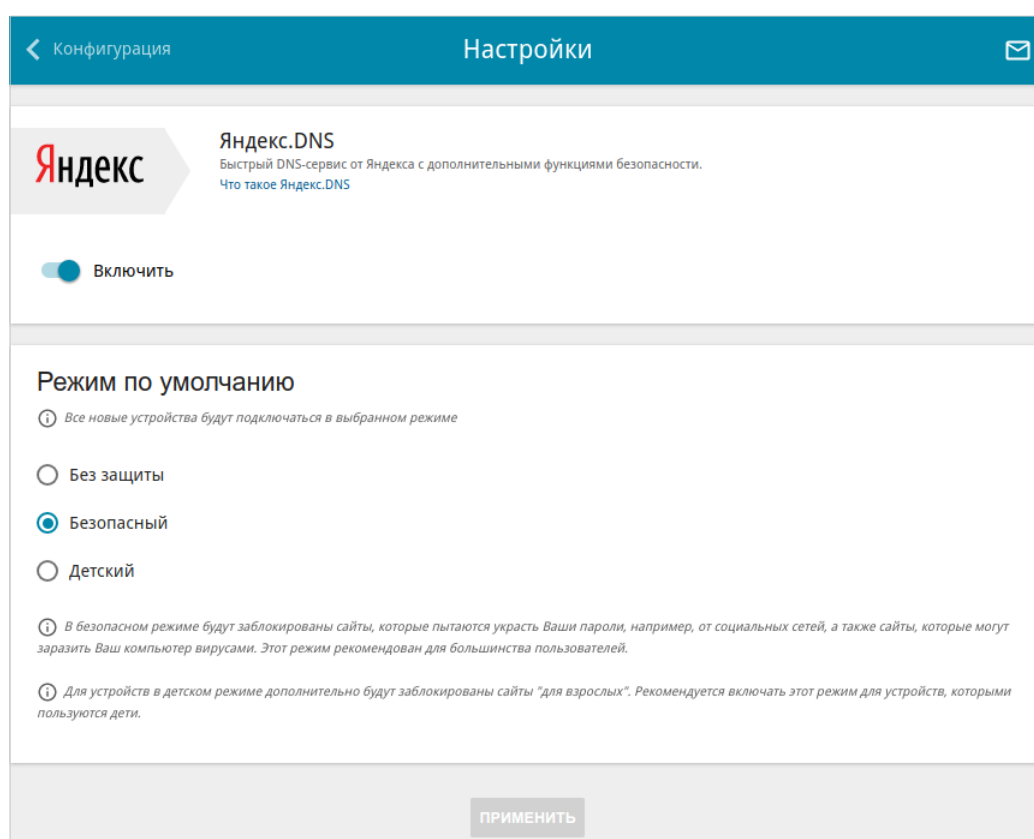 Конфигурация
Настройки
Яндекс
Яндекс.DNS
Быстрый DNS-сервис от Яндекса с дополнительными функциями безопасности.
Что такое Яндекс.DNS
Включить
Режим по умолчанию
Все новые устройства будут подключаться в выбранном режиме
Без защиты
Безопасный
Детский
В безопасном режиме будут заблокированы сайты, которые пытаются украсть Ваши пароли, например, от социальных сетей, а также сайты, которые могут
заразить Ваш компьютер вирусами. Этот режим рекомендован для большинства пользователей.
Для устройств в детском режиме дополнительно будут заблокированы сайты "для взрослых". Рекомендуется включать этот режим для устройств, которыми
пользуются дети.
ПРИМЕНИТЬ